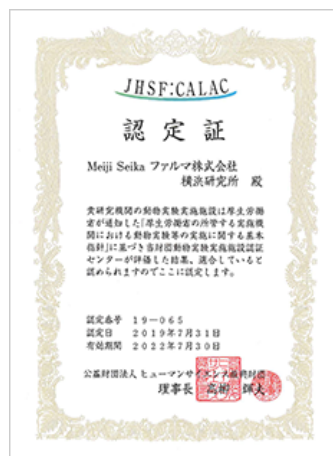 JHSF:CALAC
認定証
Meiji Seika ファルマ株式会社
横浜研究所 殿
貴研究機関の動物実験実施施設は厚生労働
省が通知した「厚生労働省の所管する実施機
関における動物実験等の実施に関する基本
指針」に基づき当財団動物実験実施施設認証
センターが評価した結果、適合していると
認められますのでここに認定します。
認定番号 19-065
認定日 2019年7月31日
有効期間 2022年7月30日
公益財団法人 ヒューマンサイエンス振興財団
理事長 高柳 輝夫